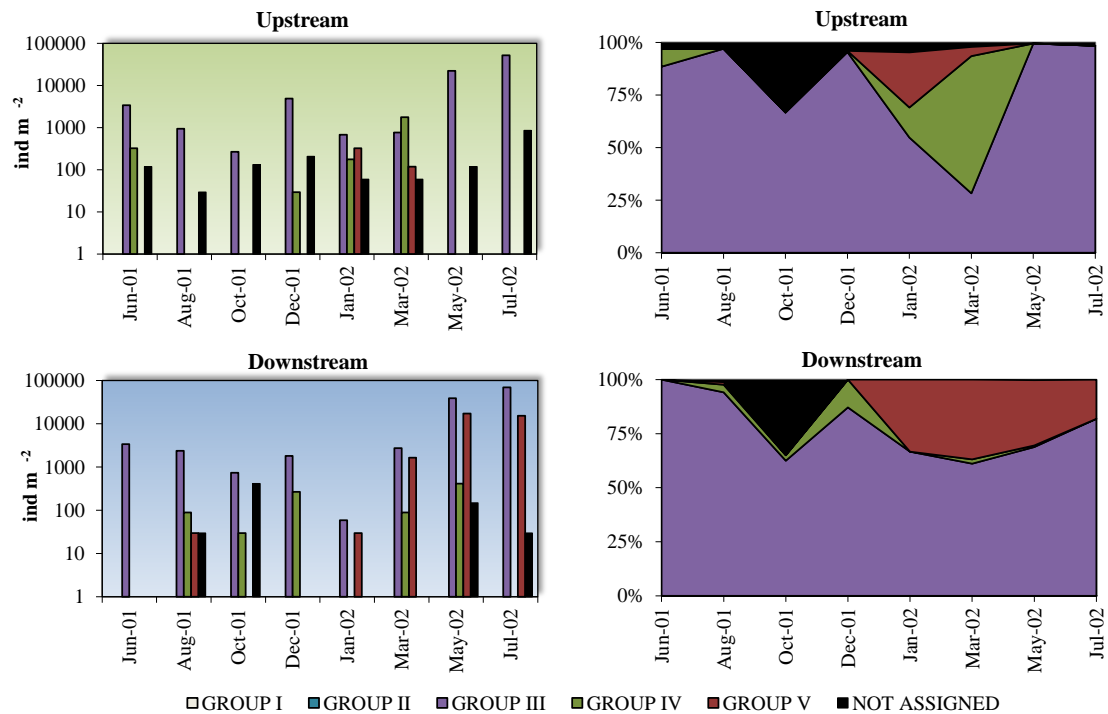 Upstream
100000
10000
1000
100
10
1
ind m -2
Jun-01
Aug-01
Oct-01
Dec-01
Jan-02
Mar-02
May-02
Jul-02
Upstream
100%
75%
50%
25%
0%
Jun-01
Aug-01
Oct-01
Dec-01
Jan-02
Mar-02
May-02
Jul-02
Downstream
100000
10000
1000
100
10
1
ind m -2
Jun-01
Aug-01
Oct-01
Dec-01
Jan-02
Mar-02
May-02
Jul-02
Downstream
100%
75%
50%
25%
0%
Jun-01
Aug-01
Oct-01
Dec-01
Jan-02
Mar-02
May-02
Jul-02
GROUP I GROUP II GROUP III GROUP IV GROUP V NOT ASSIGNED